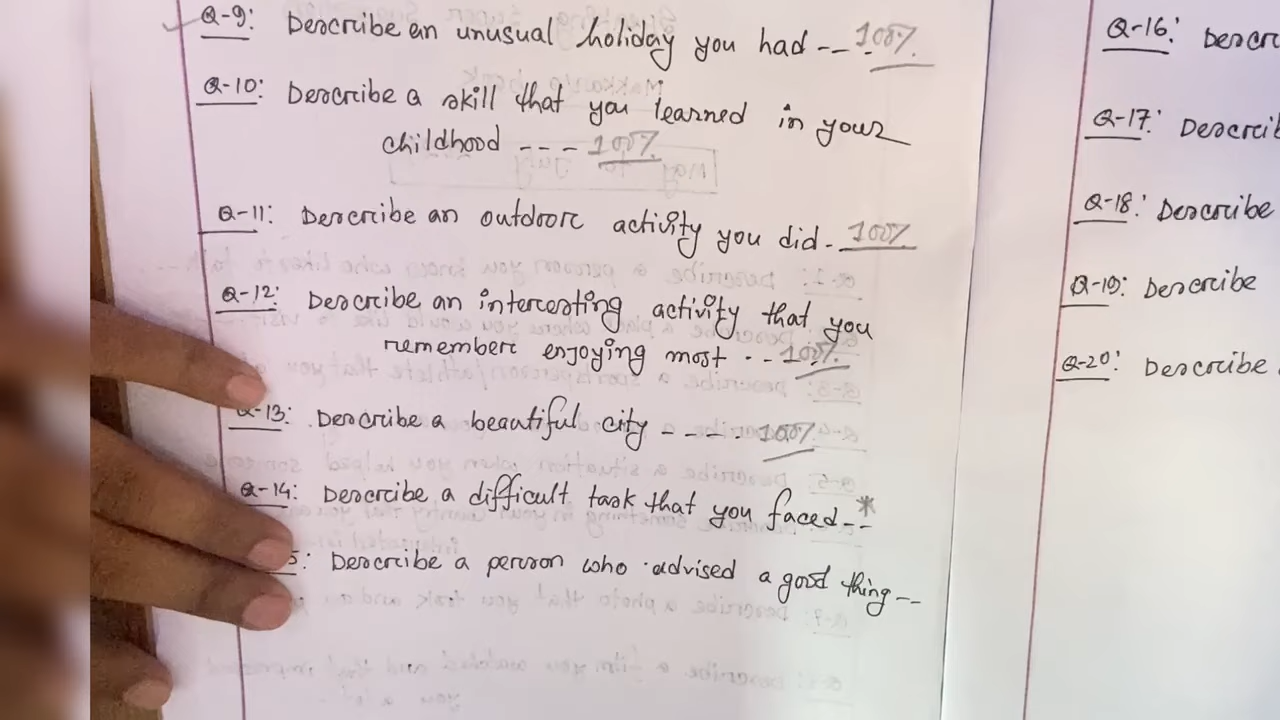 Q-9: Describe an unusual holiday you had -- 100%
Q-10: Describe a skill that you learned in your
childhood --- 100%
Q-11: Describe an outdoor activity you did - 100%
Q-12: Describe an interesting activity that you
remember enjoying most -- 100%
Q-13: Describe a beautiful city ---- 100%
Q-14: Describe a difficult task that you faced-- *
5: Describe a person who advised a good thing--
Q-16:
Q-17:
Q-18: Describe
Q-19: Describe
Q-20: Describe